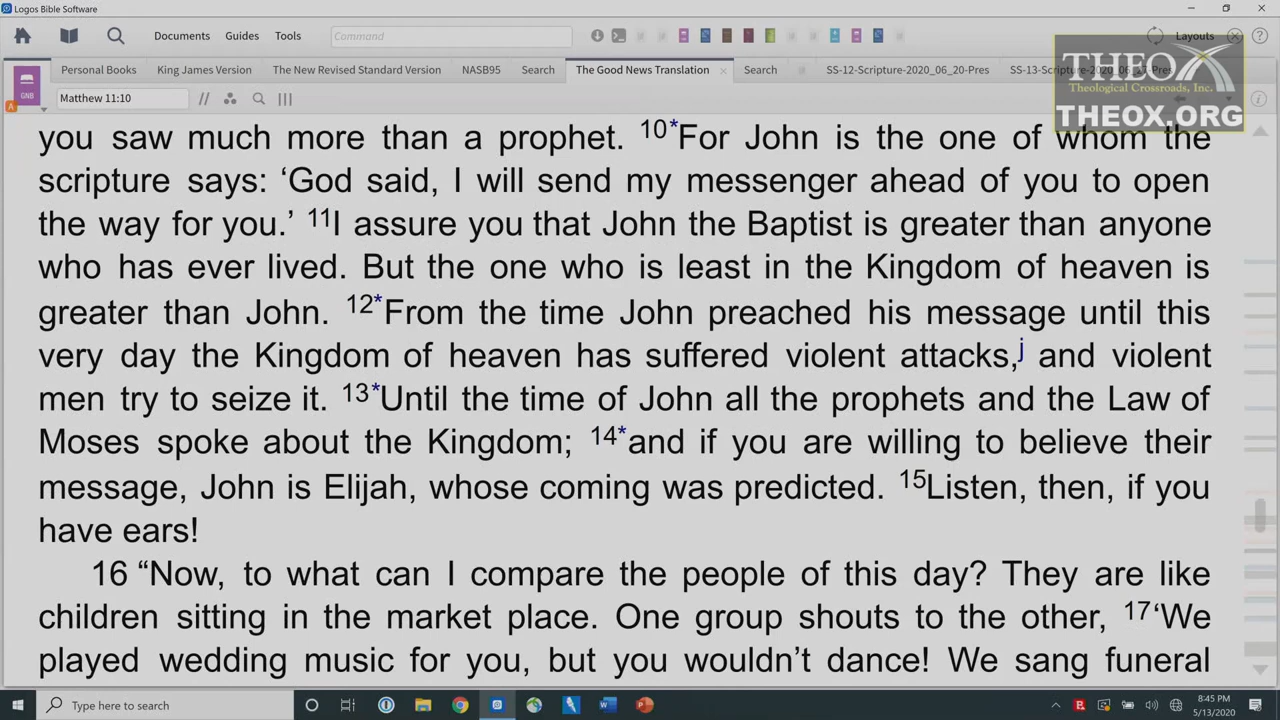 Logos Bible Software
Documents Guides Tools Command Layouts
THEOX
Theological Crossroads, Inc.
THEOX.ORG
GNB
A
Personal Books King James Version The New Revised Standard Search NASB95 Search The Good News Translation Search SS-12-Scripture-2020_06_20-Pres SS-13-Scripture-2020_06_27-Pres
Matthew 11:10
you saw much more than a prophet. 10*For John is the one of whom the
scripture says: ‘God said, I will send my messenger ahead of you to open
the way for you.’ 11I assure you that John the Baptist is greater than anyone
who has ever lived. But the one who is least in the Kingdom of heaven is
greater than John. 12*From the time John preached his message until this
very day the Kingdom of heaven has suffered violent attacks,j and violent
men try to seize it. 13*Until the time of John all the prophets and the Law of
Moses spoke about the Kingdom; 14*and if you are willing to believe their
message, John is Elijah, whose coming was predicted. 15Listen, then, if you
have ears!
16 “Now, to what can I compare the people of this day? They are like
children sitting in the market place. One group shouts to the other, 17‘We
played wedding music for you, but you wouldn’t dance! We sang funeral
Type here to search
8:45 PM
5/13/2020